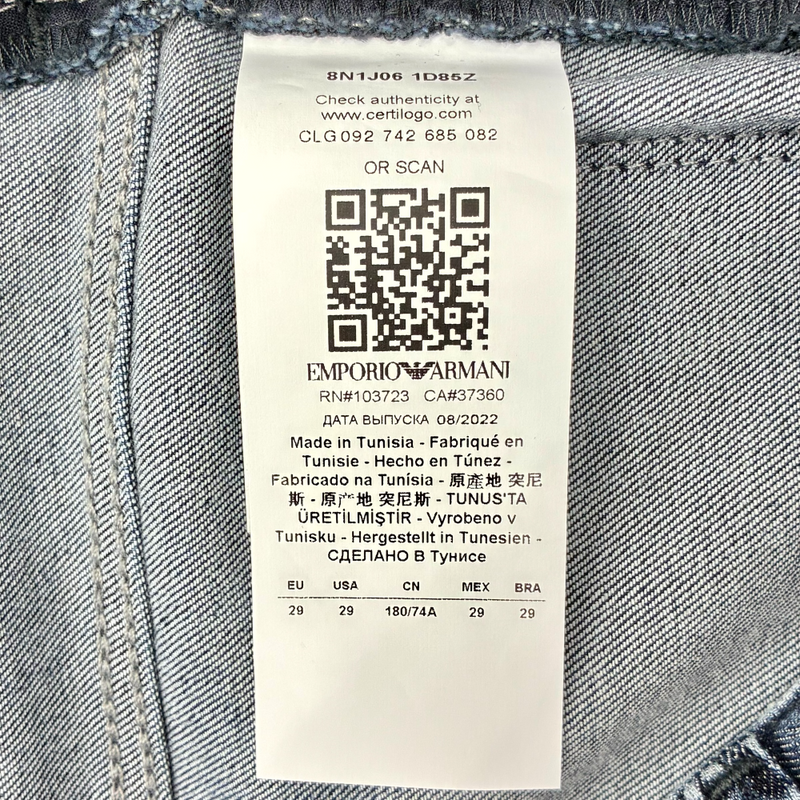 8N1J06 1D85Z
Check authenticity at
www.certilogo.com
CLG 092 742 685 082
OR SCAN
EMPORIO ARMANI
RN#103723 CA#37360
ДАТА ВЫПУСКА 08/2022
Made in Tunisia - Fabriqué en
Tunisie - Hecho en Túnez -
Fabricado na Tunísia - 原產地 突尼
斯 - 原产地 突尼斯 - TUNUS'TA
ÜRETİLMİŞTİR - Vyrobeno v
Tunisku - Hergestellt in Tunesien -
СДЕЛАНО В Тунисе
EU USA CN MEX BRA
29 29 180/74A 29 29